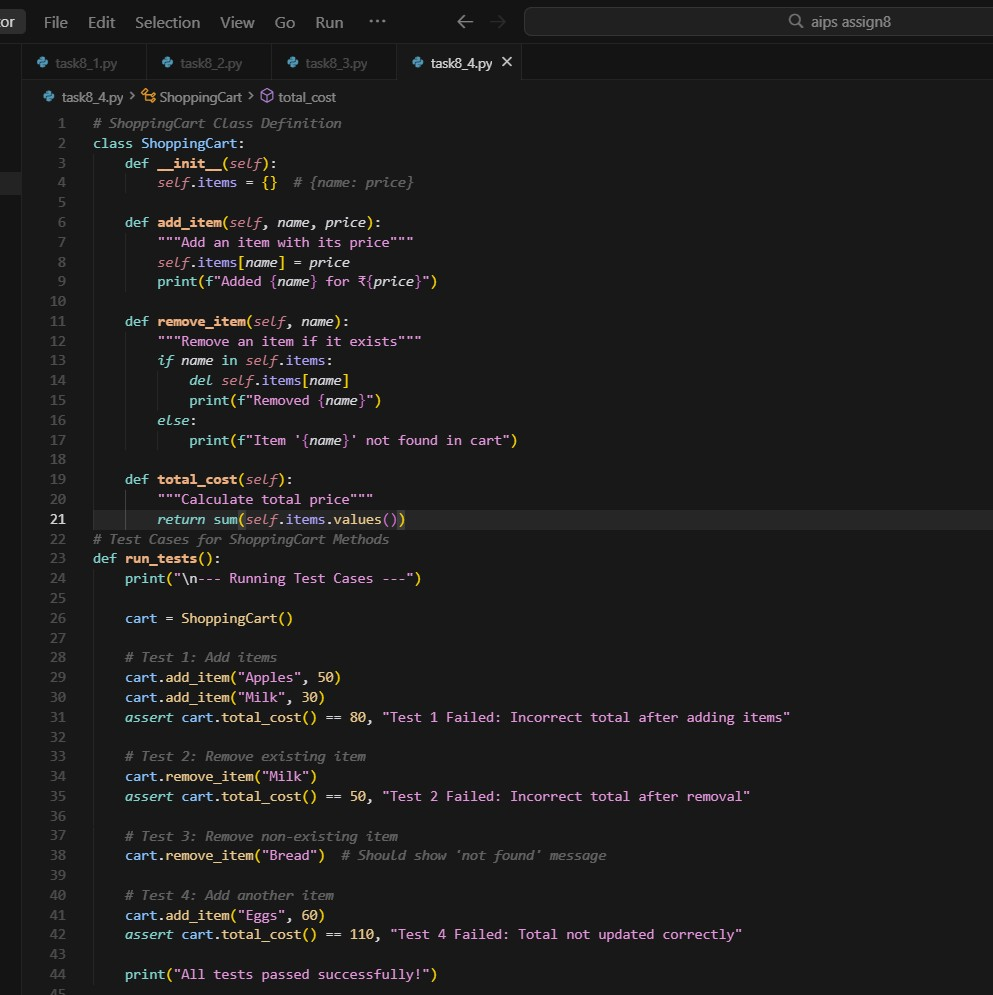 or File Edit Selection View Go Run ··· ← → aips assign8
task8_1.py task8_2.py task8_3.py task8_4.py ×
task8_4.py > ShoppingCart > total_cost
1 # ShoppingCart Class Definition
2 class ShoppingCart:
3     def __init__(self):
4         self.items = {}  # {name: price}
5
6     def add_item(self, name, price):
7         """Add an item with its price"""
8         self.items[name] = price
9         print(f"Added {name} for ₹{price}")
10
11     def remove_item(self, name):
12         """Remove an item if it exists"""
13         if name in self.items:
14             del self.items[name]
15             print(f"Removed {name}")
16         else:
17             print(f"Item '{name}' not found in cart")
18
19     def total_cost(self):
20         """Calculate total price"""
21         return sum(self.items.values())
22 # Test Cases for ShoppingCart Methods
23 def run_tests():
24     print("\n--- Running Test Cases ---")
25
26     cart = ShoppingCart()
27
28     # Test 1: Add items
29     cart.add_item("Apples", 50)
30     cart.add_item("Milk", 30)
31     assert cart.total_cost() == 80, "Test 1 Failed: Incorrect total after adding items"
32
33     # Test 2: Remove existing item
34     cart.remove_item("Milk")
35     assert cart.total_cost() == 50, "Test 2 Failed: Incorrect total after removal"
36
37     # Test 3: Remove non-existing item
38     cart.remove_item("Bread")  # Should show 'not found' message
39
40     # Test 4: Add another item
41     cart.add_item("Eggs", 60)
42     assert cart.total_cost() == 110, "Test 4 Failed: Total not updated correctly"
43
44     print("All tests passed successfully!")
45